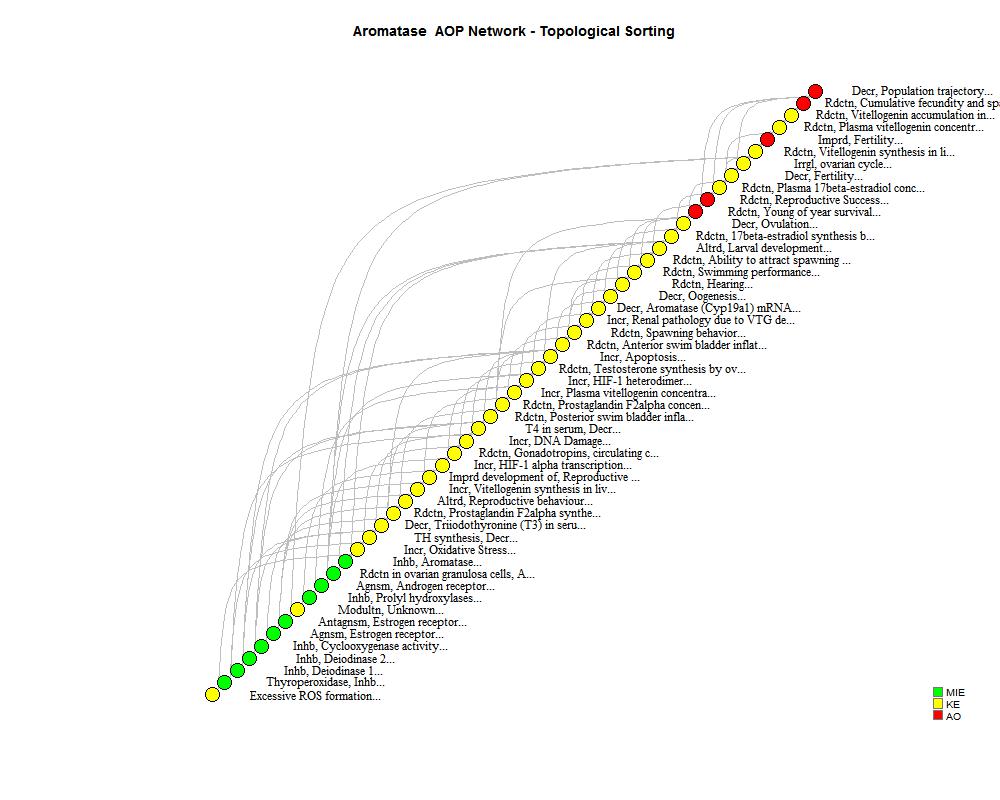 Aromatase AOP Network - Topological Sorting
Decr, Population trajectory...
Rdctn, Cumulative fecundity and spa
Rdctn, Vitellogenin accumulation in...
Rdctn, Plasma vitellogenin concentr...
Imprd, Fertility...
Rdctn, Vitellogenin synthesis in li...
Irrgl, ovarian cycle...
Decr, Fertility...
Rdctn, Plasma 17beta-estradiol conc...
Rdctn, Reproductive Success...
Rdctn, Young of year survival...
Decr, Ovulation...
Rdctn, 17beta-estradiol synthesis b...
Altrd, Larval development...
Rdctn, Ability to attract spawning ...
Rdctn, Swimming performance...
Rdctn, Hearing...
Decr, Oogenesis...
Decr, Aromatase (Cyp19a1) mRNA...
Incr, Renal pathology due to VTG de...
Rdctn, Spawning behavior...
Rdctn, Anterior swim bladder inflat...
Incr, Apoptosis...
Rdctn, Testosterone synthesis by ov...
Incr, HIF-1 heterodimer...
Incr, Plasma vitellogenin concentra...
Rdctn, Prostaglandin F2alpha concen...
Rdctn, Posterior swim bladder infla...
T4 in serum, Decr...
Incr, DNA Damage...
Rdctn, Gonadotropins, circulating c...
Incr, HIF-1 alpha transcription...
Imprd development of, Reproductive ...
Incr, Vitellogenin synthesis in liv...
Altrd, Reproductive behaviour...
Rdctn, Prostaglandin F2alpha synthe...
Decr, Triiodothyronine (T3) in seru...
TH synthesis, Decr...
Incr, Oxidative Stress...
Inhb, Aromatase...
Rdctn in ovarian granulosa cells, A...
Agnsm, Androgen receptor...
Inhb, Prolyl hydroxylases...
Modultn, Unknown...
Antagnsm, Estrogen receptor...
Agnsm, Estrogen receptor...
Inhb, Cyclooxygenase activity...
Inhb, Deiodinase 2...
Inhb, Deiodinase 1...
Thyroperoxidase, Inhb...
Excessive ROS formation...
MIE
KE
AO